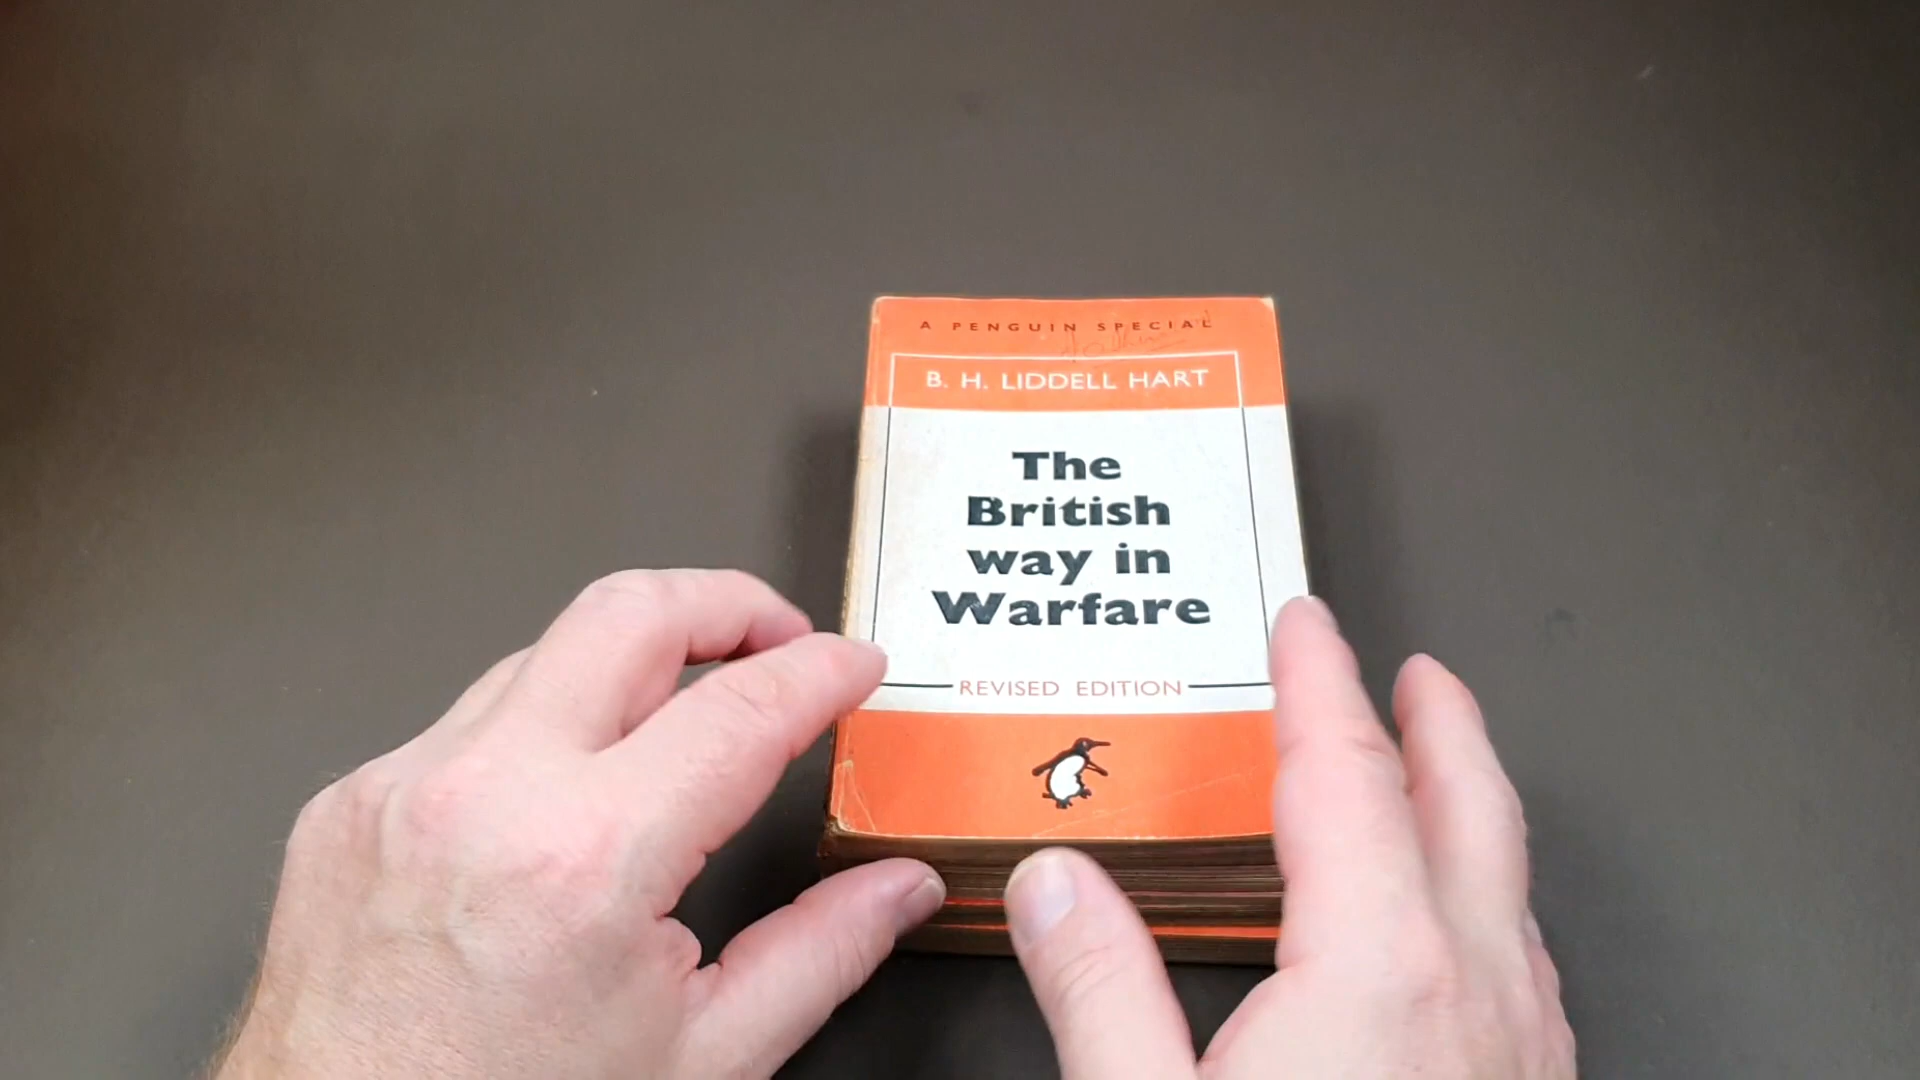 A PENGUIN SPECIAL
B. H. LIDDELL HART
The
British
way in
Warfare
REVISED EDITION